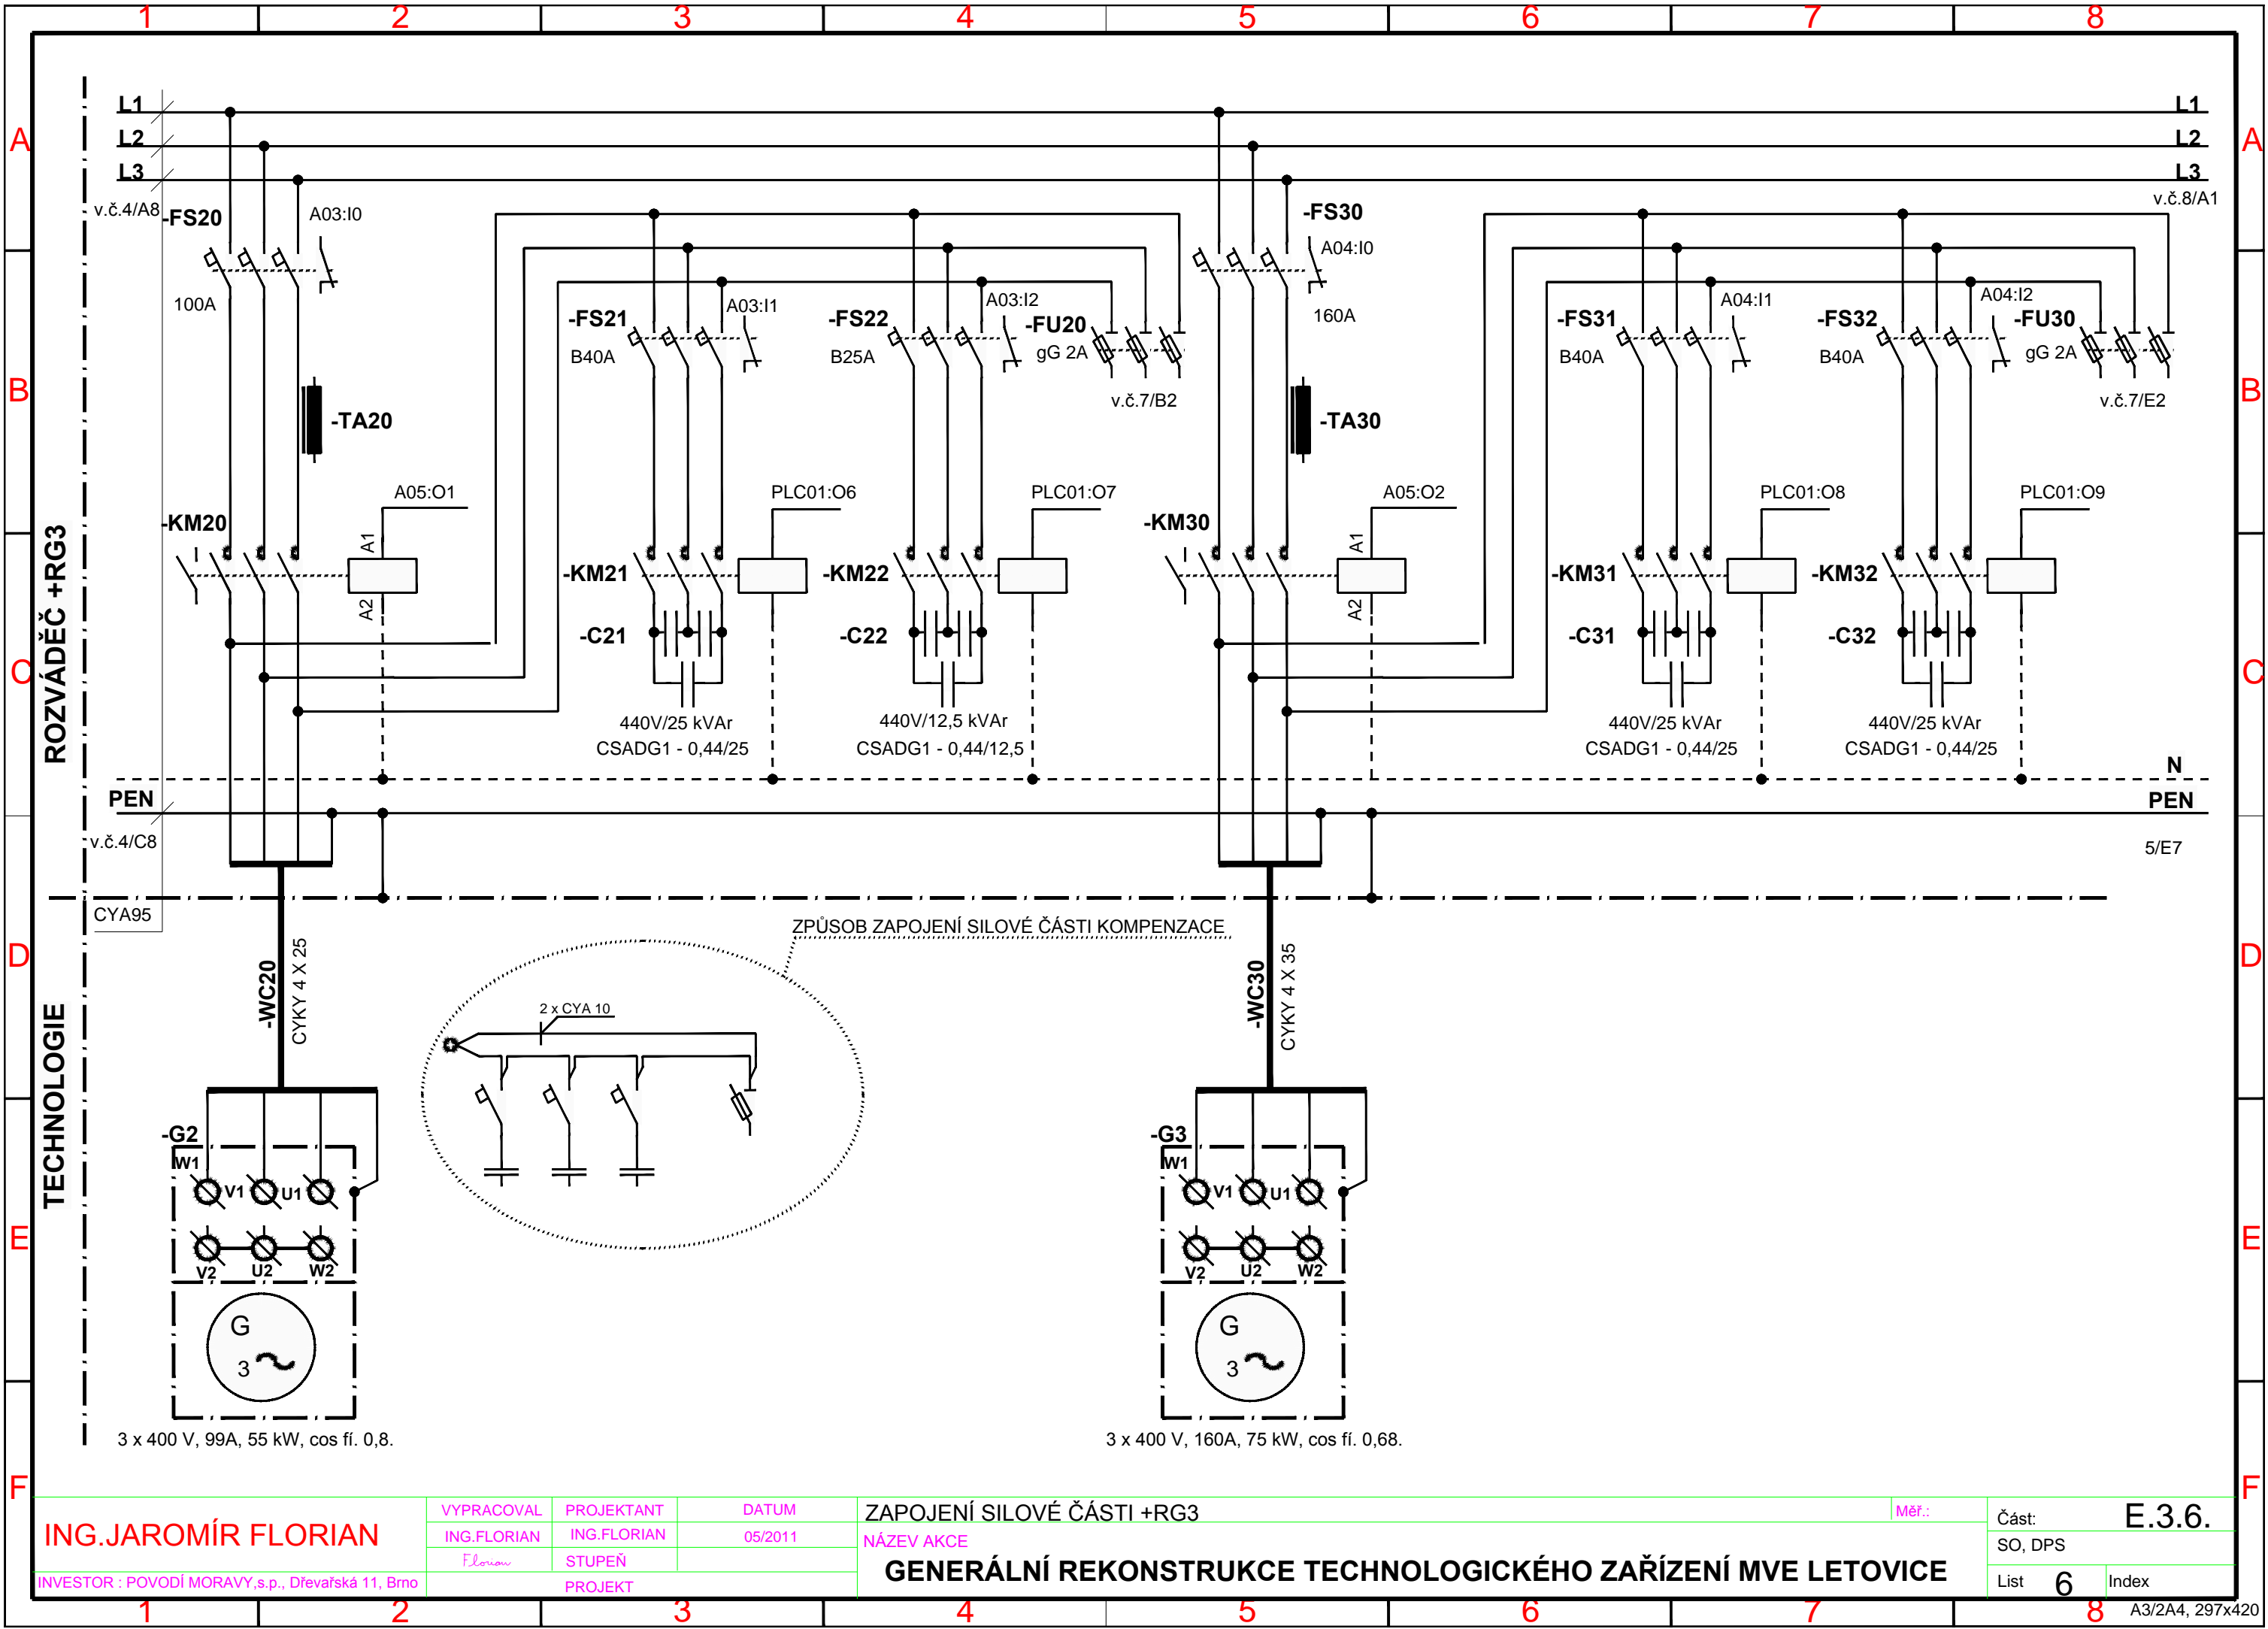 1 2 3 4 5 6 7 8
A A
B B
C C
D D
E E
F F
L1 L1
L2 L2
L3 L3
v.č.4/A8 v.č.8/A1
-FS20 A03:I0
100A
-FS30
A04:I0
160A
-FS21 A03:I1
B40A
-FS22 A03:I2
B25A
-FU20
gG 2A
v.č.7/B2
-FS31 A04:I1
B40A
-FS32 A04:I2
B40A
-FU30
gG 2A
v.č.7/E2
-TA20
-TA30
ROZVÁDĚČ +RG3
-KM20 A05:O1
A1
A2
-KM21 PLC01:O6
-KM22 PLC01:O7
-KM30 A05:O2
A1
A2
-KM31 PLC01:O8
-KM32 PLC01:O9
-C21
440V/25 kVAr
CSADG1 - 0,44/25
-C22
440V/12,5 kVAr
CSADG1 - 0,44/12,5
-C31
440V/25 kVAr
CSADG1 - 0,44/25
-C32
440V/25 kVAr
CSADG1 - 0,44/25
N
PEN PEN
v.č.4/C8 5/E7
CYA95
ZPŮSOB ZAPOJENÍ SILOVÉ ČÁSTI KOMPENZACE
2 x CYA 10
-WC20
CYKY 4 X 25
-WC30
CYKY 4 X 35
TECHNOLOGIE
-G2
W1 V1 U1
V2 U2 W2
G
3
3 x 400 V, 99A, 55 kW, cos fí. 0,8.
-G3
W1 V1 U1
V2 U2 W2
G
3
3 x 400 V, 160A, 75 kW, cos fí. 0,68.
ING.JAROMÍR FLORIAN
INVESTOR : POVODÍ MORAVY,s.p., Dřevařská 11, Brno
VYPRACOVAL PROJEKTANT DATUM
ING.FLORIAN ING.FLORIAN 05/2011
Florian STUPEŇ
PROJEKT
ZAPOJENÍ SILOVÉ ČÁSTI +RG3
Měř.:
NÁZEV AKCE
GENERÁLNÍ REKONSTRUKCE TECHNOLOGICKÉHO ZAŘÍZENÍ MVE LETOVICE
Část: E.3.6.
SO, DPS
List 6 Index
1 2 3 4 5 6 7 8
A3/2A4, 297x420